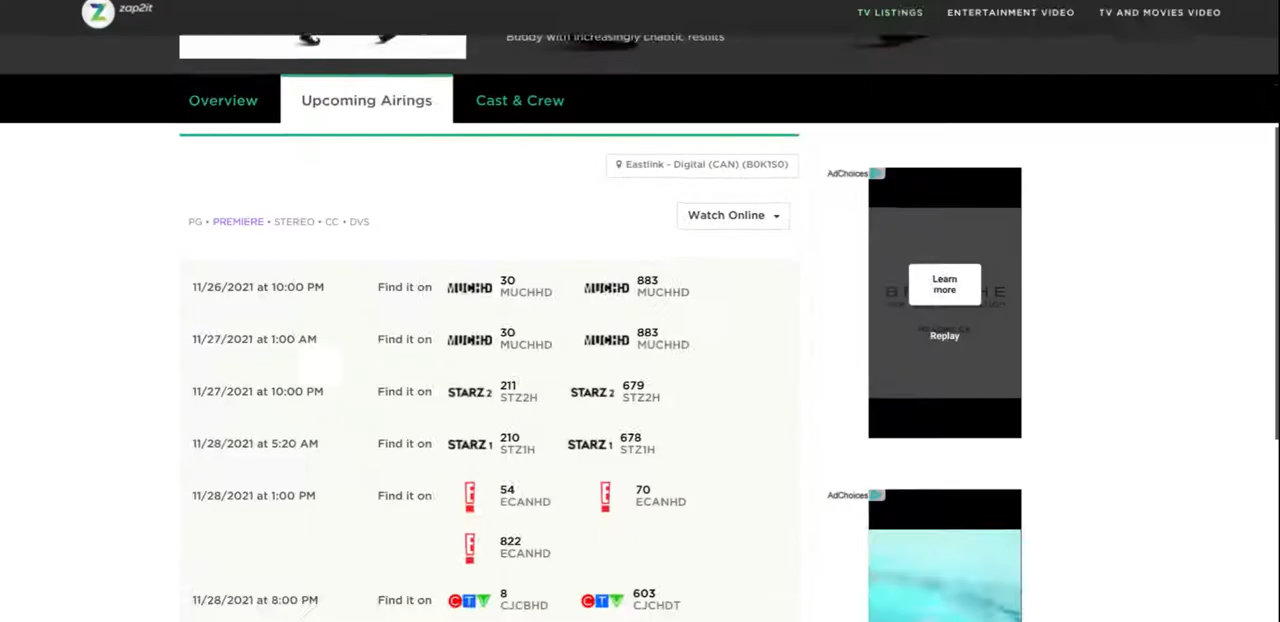 zap2it
TV LISTINGS ENTERTAINMENT VIDEO TV AND MOVIES VIDEO
Buddy with increasingly chaotic results
Overview Upcoming Airings Cast & Crew
Eastlink - Digital (CAN) (B0K1S0)
AdChoices
PG • PREMIERE • STEREO • CC • DVS
Watch Online
11/26/2021 at 10:00 PM Find it on MUCHHD 30 MUCHHD MUCHHD 883 MUCHHD
Learn more
Replay
11/27/2021 at 1:00 AM Find it on MUCHHD 30 MUCHHD MUCHHD 883 MUCHHD
11/27/2021 at 10:00 PM Find it on STARZ 2 211 STZ2H STARZ 2 679 STZ2H
11/28/2021 at 5:20 AM Find it on STARZ 1 210 STZ1H STARZ 1 678 STZ1H
11/28/2021 at 1:00 PM Find it on E! 54 ECANHD E! 70 ECANHD
AdChoices
E! 822 ECANHD
11/28/2021 at 8:00 PM Find it on CTV 8 CJCBHD CTV 603 CJCHDT